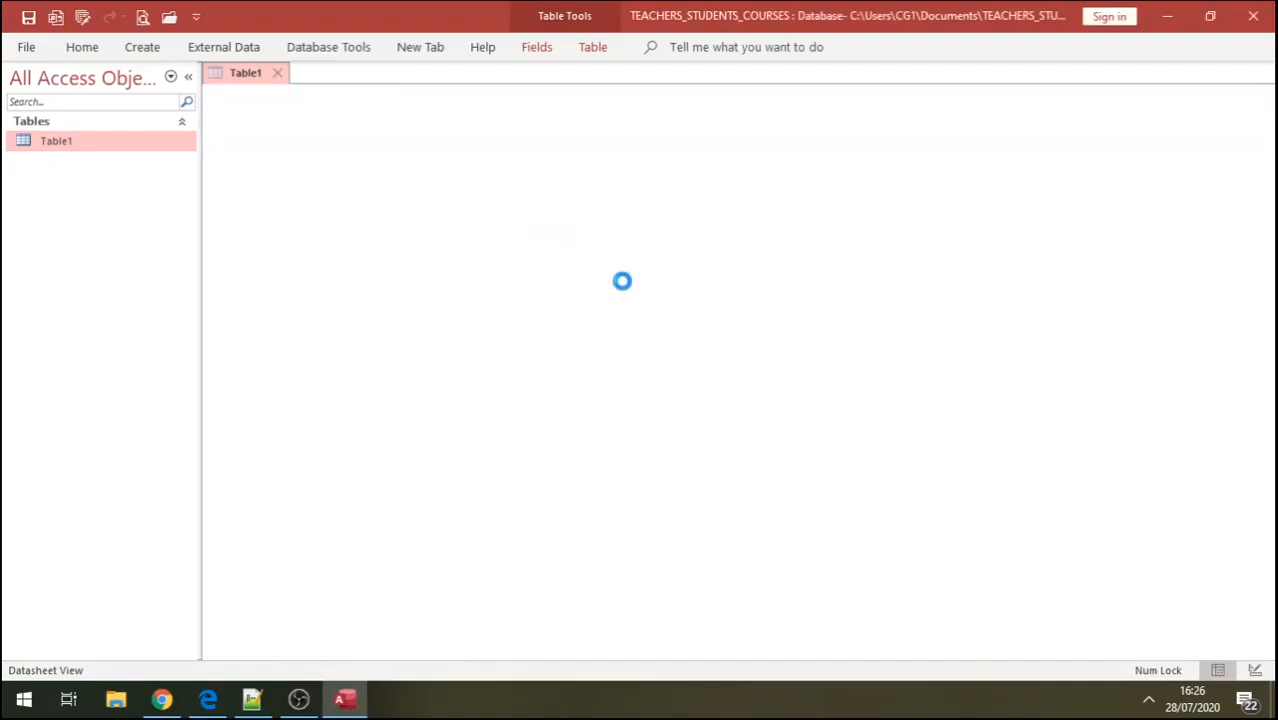 Table Tools
TEACHERS_STUDENTS_COURSES : Database- C:\Users\CG1\Documents\TEACHERS_STU...
Sign in
File Home Create External Data Database Tools New Tab Help Fields Table Tell me what you want to do
All Access Obje...
Table1
Search...
Tables
Table1
Datasheet View
Num Lock
16:26
28/07/2020
22